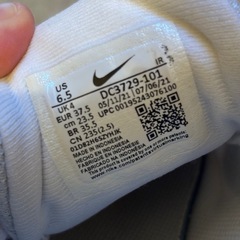 US
6.5
UK 4
EUR 37.5
cm 23.5
BR 35.5
CN 235(2.5)
DC3729-101
05/11/21 07/06/21
UPC 00195243076100
HECHO EN INDONESIA
FABRIQUÉ EN INDONÉSIE
MADE IN INDONESIA